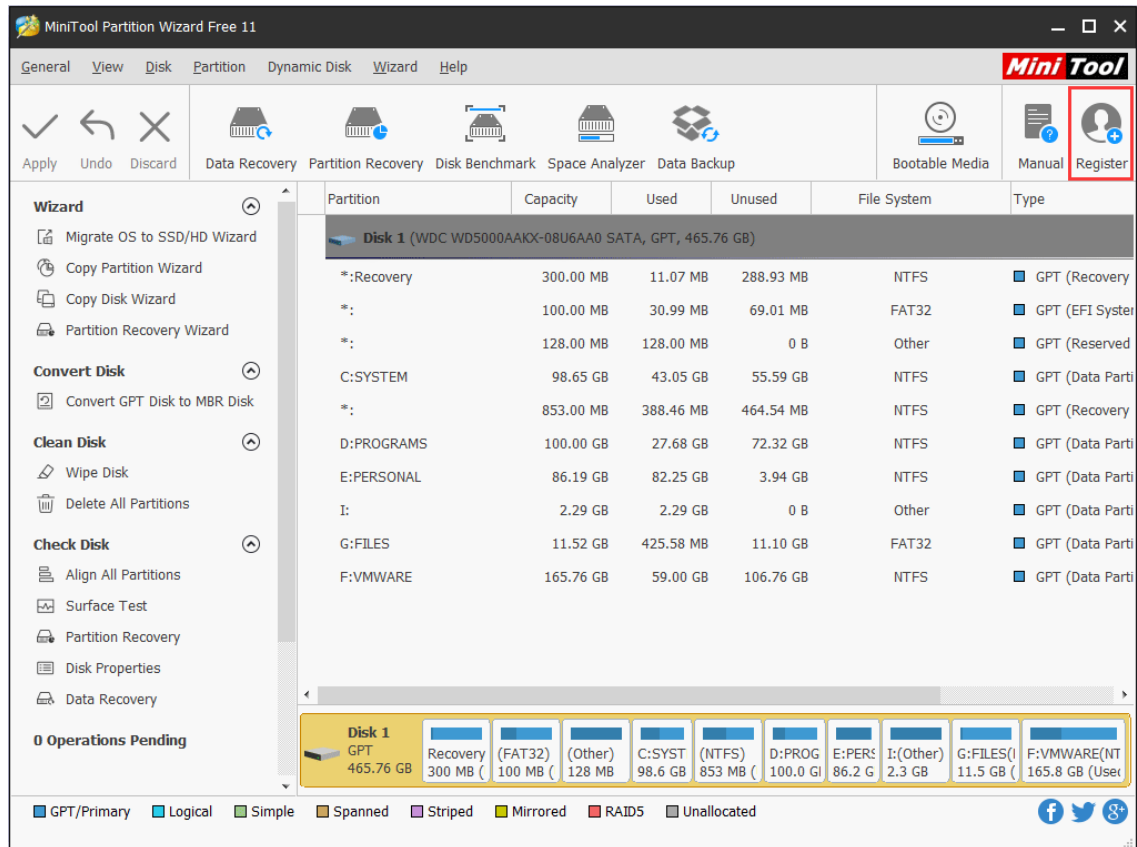 MiniTool Partition Wizard Free 11
General View Disk Partition Dynamic Disk Wizard Help
Mini Tool
Apply Undo Discard Data Recovery Partition Recovery Disk Benchmark Space Analyzer Data Backup Bootable Media Manual Register
Wizard
Migrate OS to SSD/HD Wizard
Copy Partition Wizard
Copy Disk Wizard
Partition Recovery Wizard
Convert Disk
Convert GPT Disk to MBR Disk
Clean Disk
Wipe Disk
Delete All Partitions
Check Disk
Align All Partitions
Surface Test
Partition Recovery
Disk Properties
Data Recovery
0 Operations Pending
Partition Capacity Used Unused File System Type
Disk 1 (WDC WD5000AAKX-08U6AA0 SATA, GPT, 465.76 GB)
*:Recovery 300.00 MB 11.07 MB 288.93 MB NTFS GPT (Recovery
*: 100.00 MB 30.99 MB 69.01 MB FAT32 GPT (EFI System
*: 128.00 MB 128.00 MB 0 B Other GPT (Reserved
C:SYSTEM 98.65 GB 43.05 GB 55.59 GB NTFS GPT (Data Parti
*: 853.00 MB 388.46 MB 464.54 MB NTFS GPT (Recovery
D:PROGRAMS 100.00 GB 27.68 GB 72.32 GB NTFS GPT (Data Parti
E:PERSONAL 86.19 GB 82.25 GB 3.94 GB NTFS GPT (Data Parti
I: 2.29 GB 2.29 GB 0 B Other GPT (Data Parti
G:FILES 11.52 GB 425.58 MB 11.10 GB FAT32 GPT (Data Parti
F:VMWARE 165.76 GB 59.00 GB 106.76 GB NTFS GPT (Data Parti
Disk 1
GPT
465.76 GB
Recovery (FAT32) (Other) C:SYST (NTFS) D:PROG E:PERS I:(Other) G:FILES( F:VMWARE(NT
300 MB ( 100 MB ( 128 MB 98.6 GB 853 MB ( 100.0 G 86.2 G 2.3 GB 11.5 GB ( 165.8 GB (Used
GPT/Primary Logical Simple Spanned Striped Mirrored RAID5 Unallocated